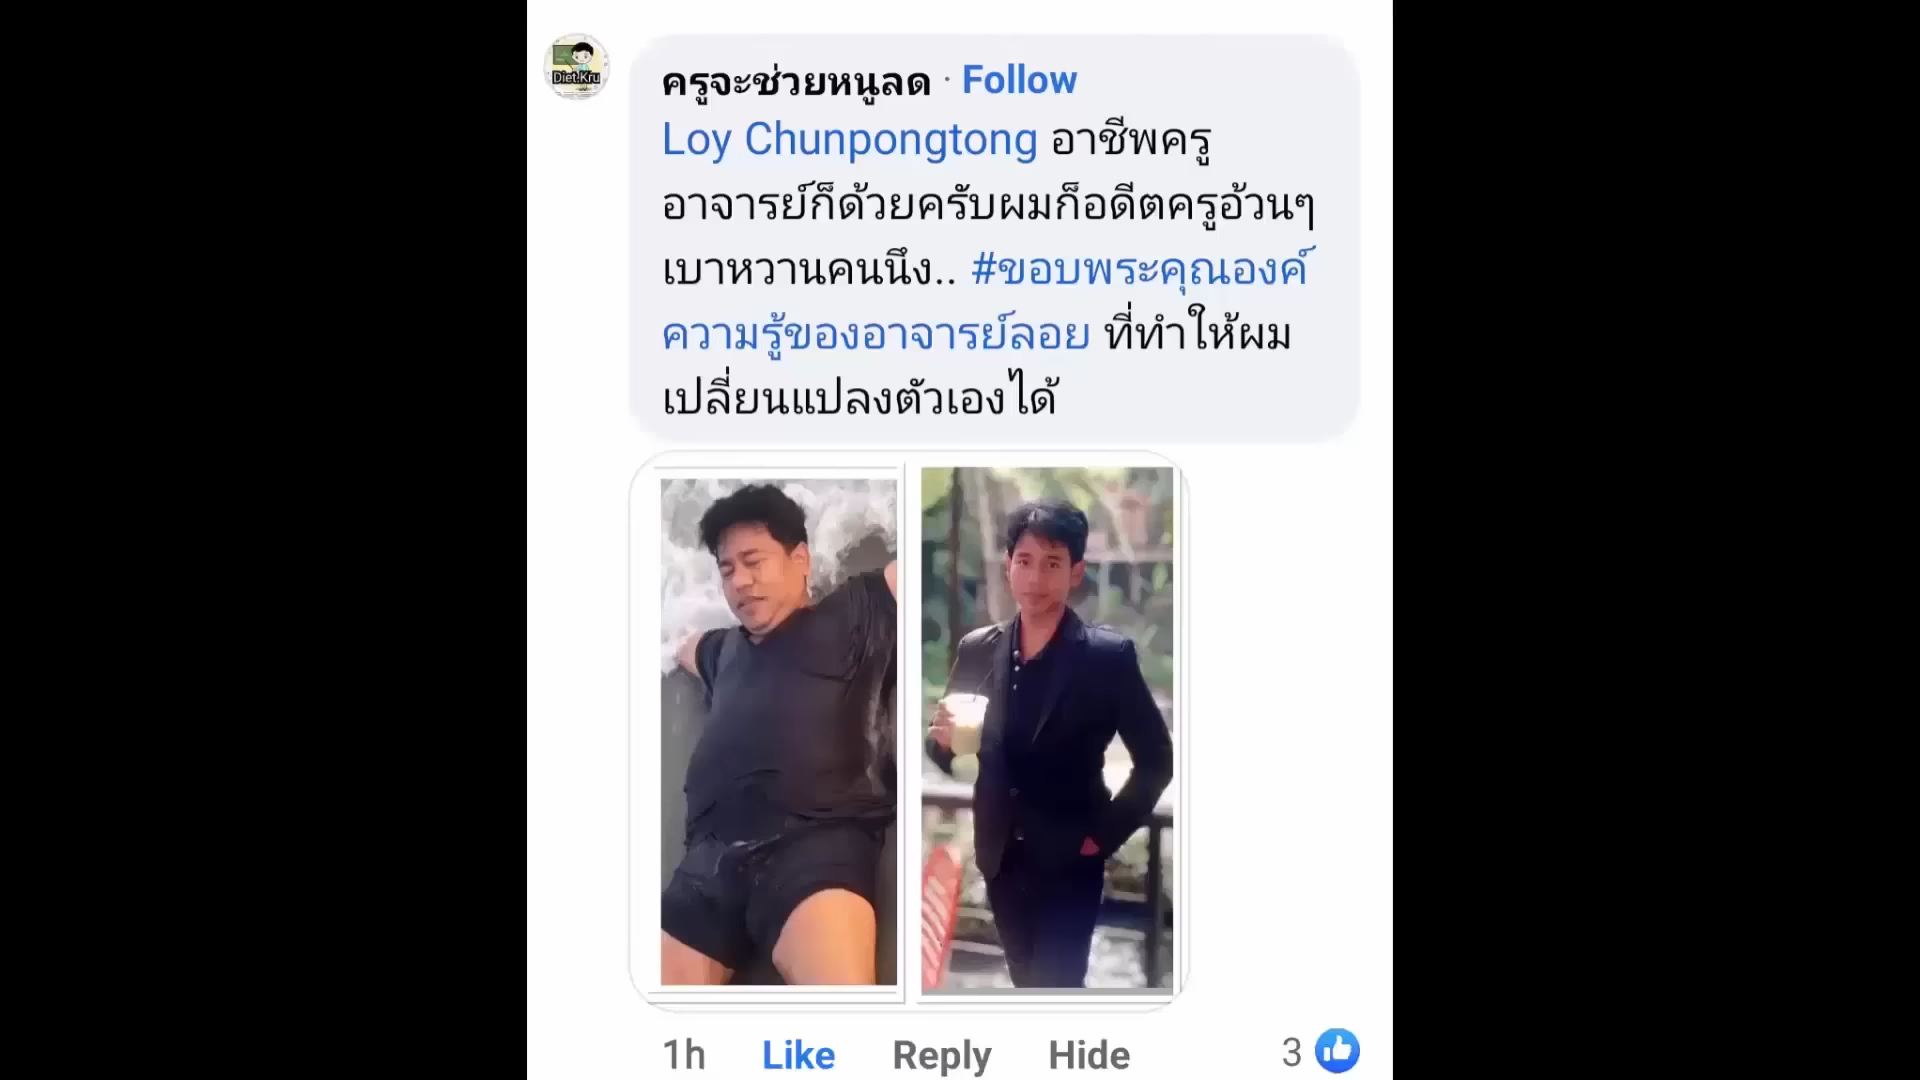 Diet.Kru
ครูจะช่วยหนูลด · Follow
Loy Chunpongtong อาชีพครู
อาจารย์ก็ด้วยครับผมก็อดีตครูอ้วนๆ
เบาหวานคนนึง.. #ขอบพระคุณองค์
ความรู้ของอาจารย์ลอย ที่ทำให้ผม
เปลี่ยนแปลงตัวเองได้
1h Like Reply Hide 3